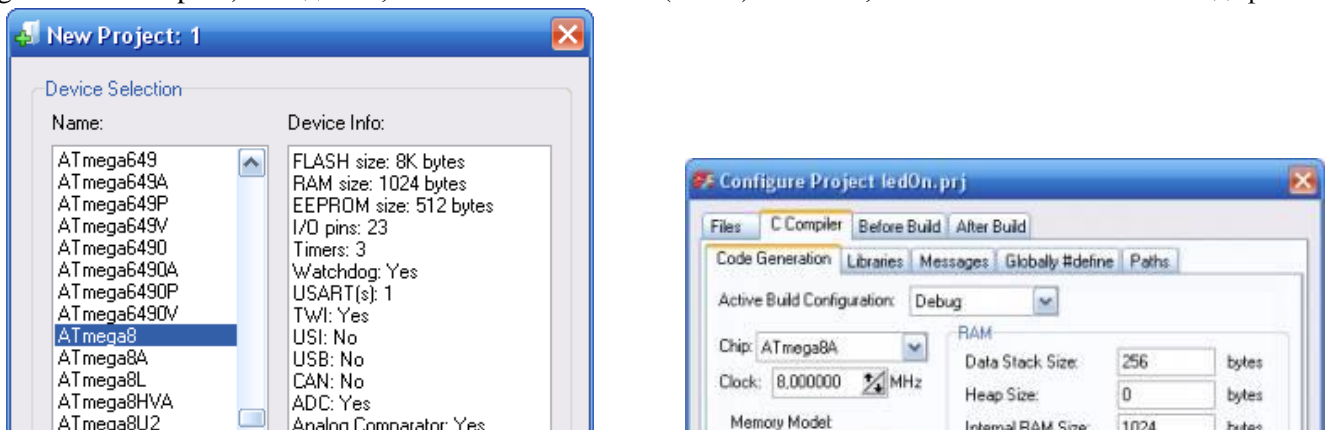 New Project: 1
Device Selection
Name:
ATmega649
ATmega649A
ATmega649P
ATmega649V
ATmega6490
ATmega6490A
ATmega6490P
ATmega6490V
ATmega8
ATmega8A
ATmega8L
ATmega8HVA
ATmega8U2
Device Info:
FLASH size: 8K bytes
RAM size: 1024 bytes
EEPROM size: 512 bytes
I/O pins: 23
Timers: 3
Watchdog: Yes
USART(s): 1
TWI: Yes
USI: No
USB: No
CAN: No
ADC: Yes
Analog Comparator: Yes
Configure Project ledOn.prj
Files C Compiler Before Build After Build
Code Generation Libraries Messages Globally #define Paths
Active Build Configuration: Debug
Chip: ATmega8A
Clock: 8,000000 MHz
Memory Model:
RAM
Data Stack Size: 256 bytes
Heap Size: 0 bytes
Internal RAM Size: 1024 bytes